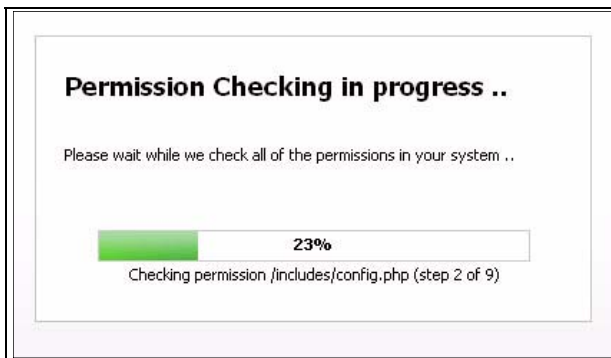 Permission Checking in progress ..
Please wait while we check all of the permissions in your system ..
23%
Checking permission /includes/config.php (step 2 of 9)